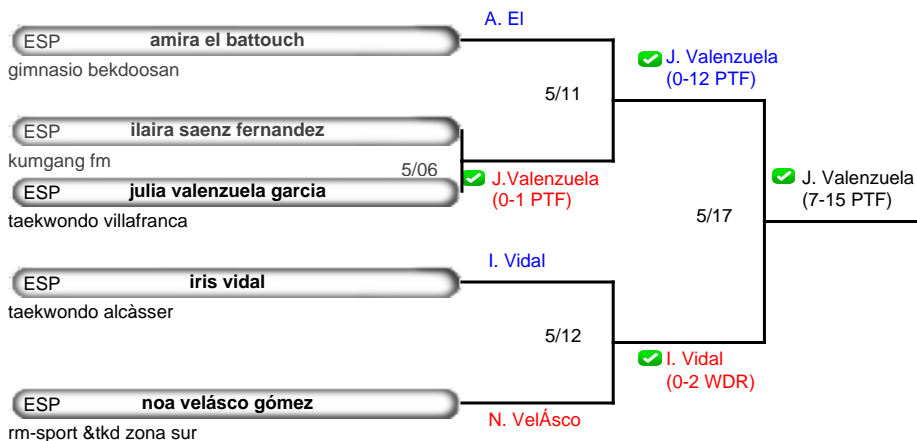 A. El
ESP amira el battouch
gimnasio bekdoosan
J. Valenzuela
(0-12 PTF)
5/11
ESP ilaira saenz fernandez
kumgang fm
5/06
J.Valenzuela
(0-1 PTF)
ESP julia valenzuela garcia
taekwondo villafranca
J. Valenzuela
(7-15 PTF)
5/17
I. Vidal
ESP iris vidal
taekwondo alcàsser
5/12
I. Vidal
(0-2 WDR)
ESP noa velásco gómez
N. VelÁsco
rm-sport &tkd zona sur